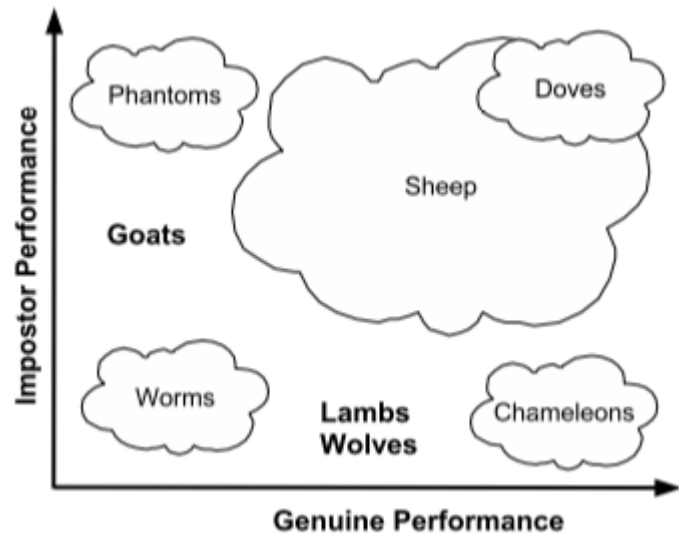 Phantoms
Doves
Sheep
Goats
Impostor Performance
Worms
Lambs
Wolves
Chameleons
Genuine Performance